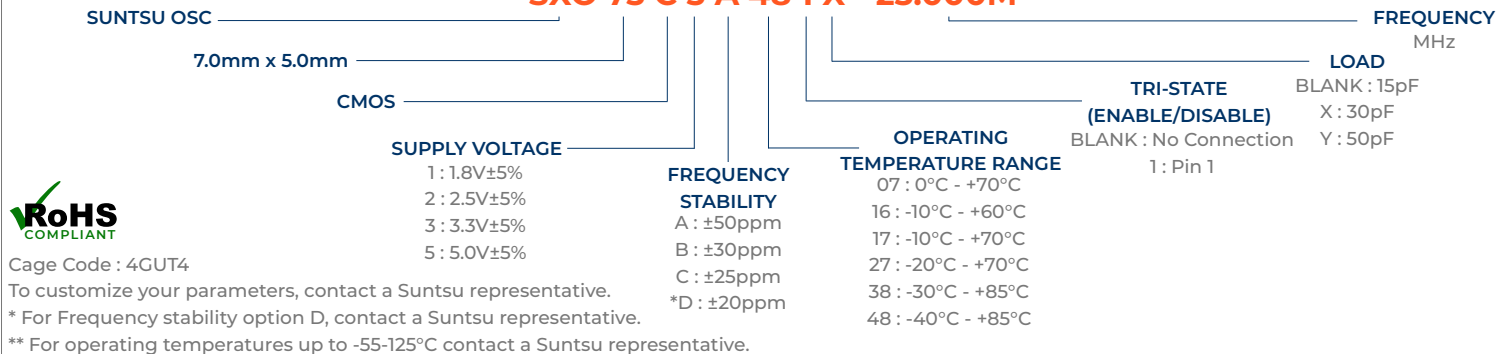 SUNTSU OSC
FREQUENCY
MHz
7.0mm x 5.0mm
LOAD
BLANK : 15pF
X : 30pF
Y : 50pF
CMOS
TRI-STATE
(ENABLE/DISABLE)
BLANK : No Connection
1 : Pin 1
SUPPLY VOLTAGE
1 : 1.8V±5%
2 : 2.5V±5%
3 : 3.3V±5%
5 : 5.0V±5%
FREQUENCY
STABILITY
A : ±50ppm
B : ±30ppm
C : ±25ppm
*D : ±20ppm
OPERATING
TEMPERATURE RANGE
07 : 0°C - +70°C
16 : -10°C - +60°C
17 : -10°C - +70°C
27 : -20°C - +70°C
38 : -30°C - +85°C
48 : -40°C - +85°C
RoHS
COMPLIANT
Cage Code : 4GUT4
To customize your parameters, contact a Suntsu representative.
* For Frequency stability option D, contact a Suntsu representative.
** For operating temperatures up to -55-125°C contact a Suntsu representative.